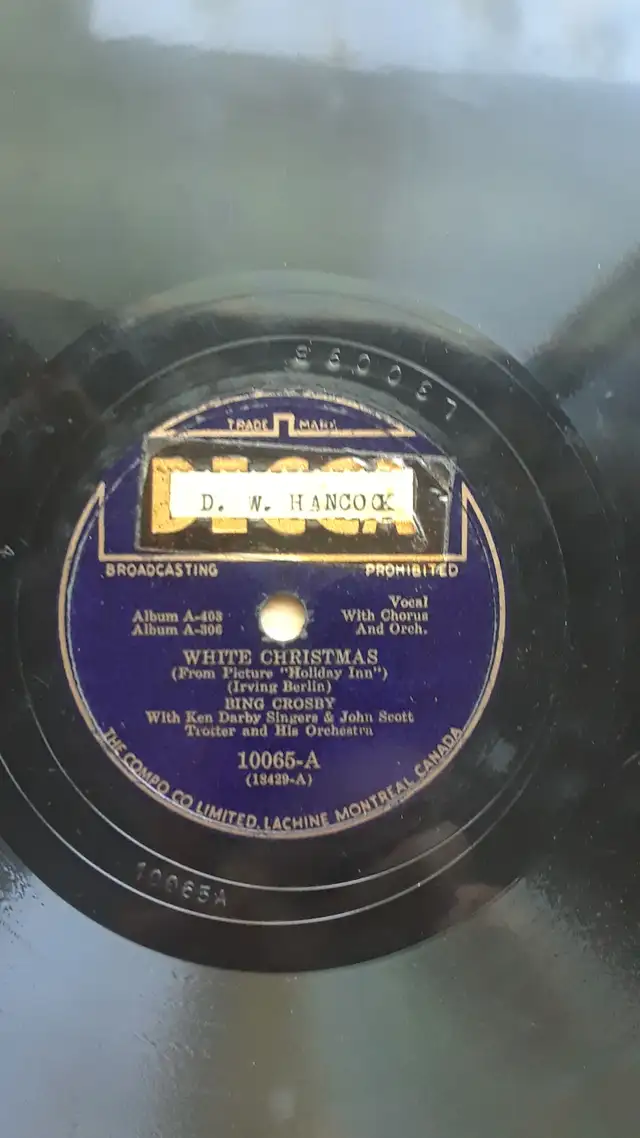 860087
TRADE MARK
DECCA
D. W. HANCOCK
BROADCASTING PROHIBITED
Album A-403
Album A-306
Vocal
With Chorus
And Orch.
WHITE CHRISTMAS
(From Picture "Holiday Inn")
(Irving Berlin)
BING CROSBY
With Ken Darby Singers & John Scott
Trotter and His Orchestra
10065-A
(18429-A)
THE COMPO CO LIMITED, LACHINE MONTREAL CANADA
10065A